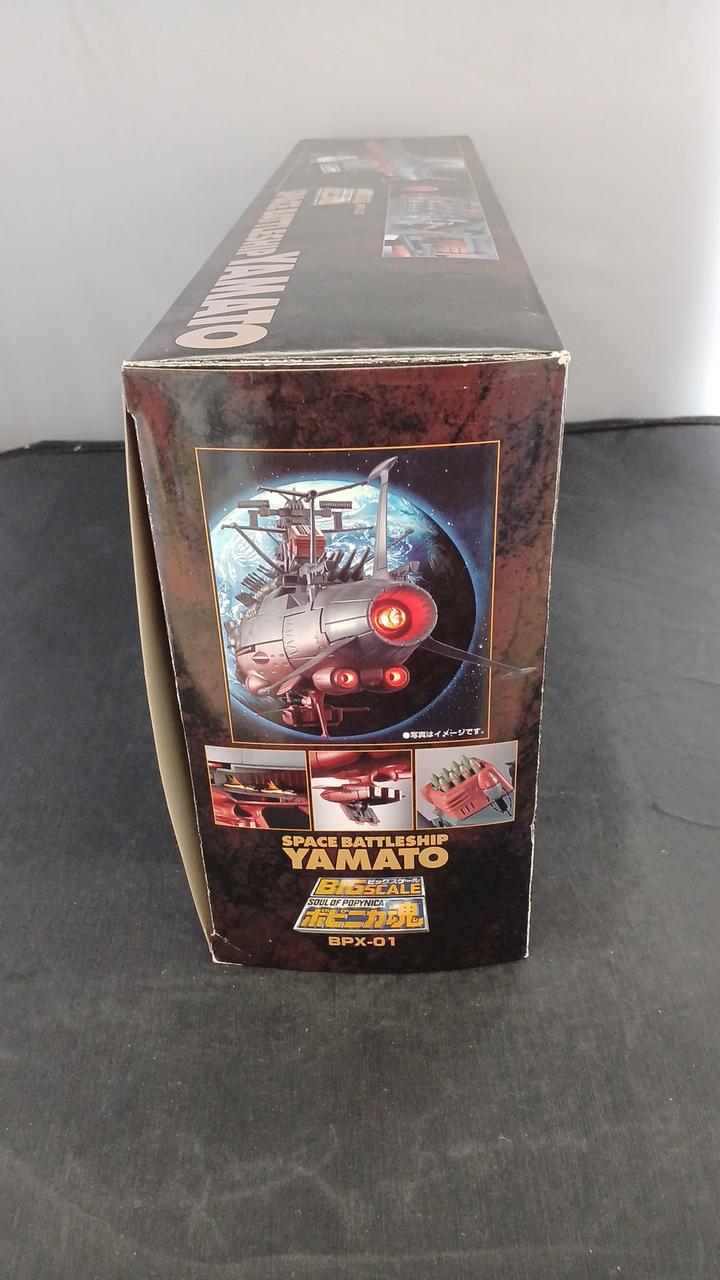 SPACE BATTLESHIP YAMATO
●写真はイメージです。
SPACE BATTLESHIP
YAMATO
BIG SCALE ビッグスケール
SOUL OF POPYNICA
ポピニカ魂
BPX-01